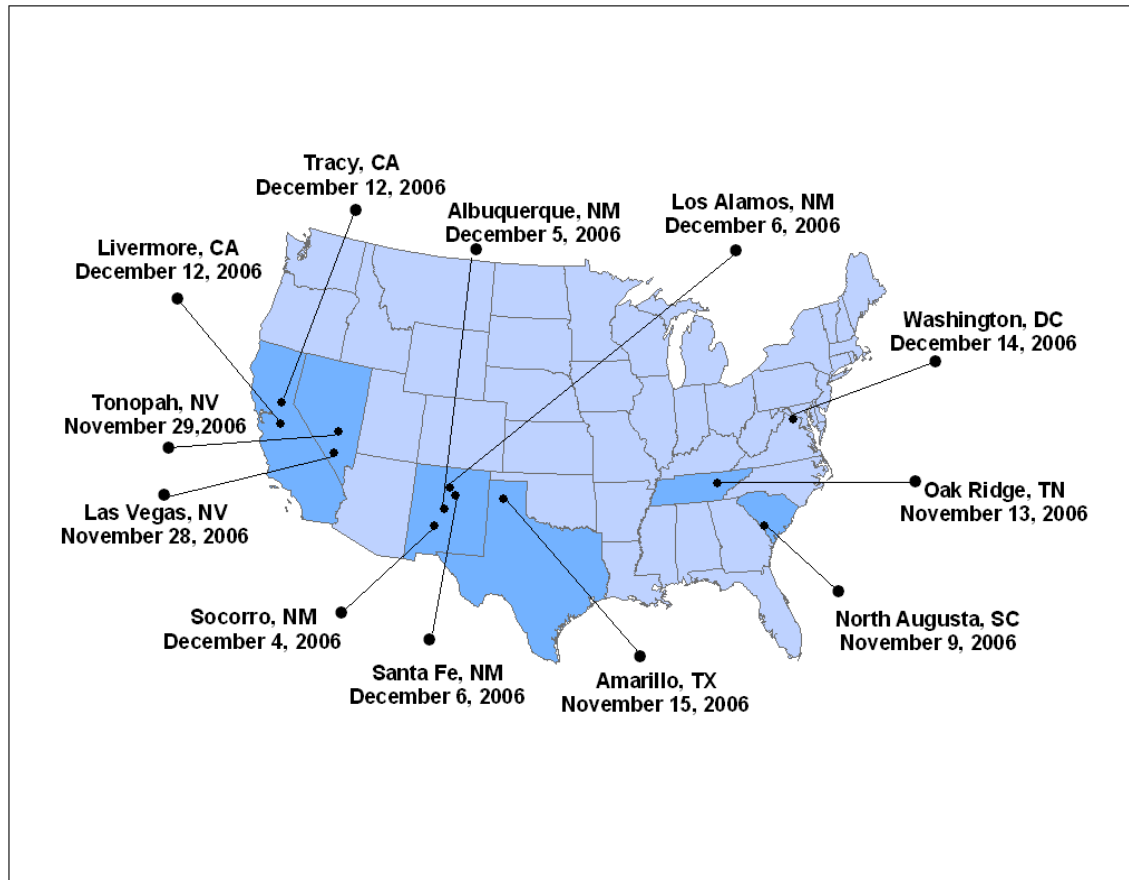 Tracy, CA
December 12, 2006
Albuquerque, NM
December 5, 2006
Los Alamos, NM
December 6, 2006
Livermore, CA
December 12, 2006
Washington, DC
December 14, 2006
Tonopah, NV
November 29,2006
Las Vegas, NV
November 28, 2006
Oak Ridge, TN
November 13, 2006
Socorro, NM
December 4, 2006
North Augusta, SC
November 9, 2006
Santa Fe, NM
December 6, 2006
Amarillo, TX
November 15, 2006